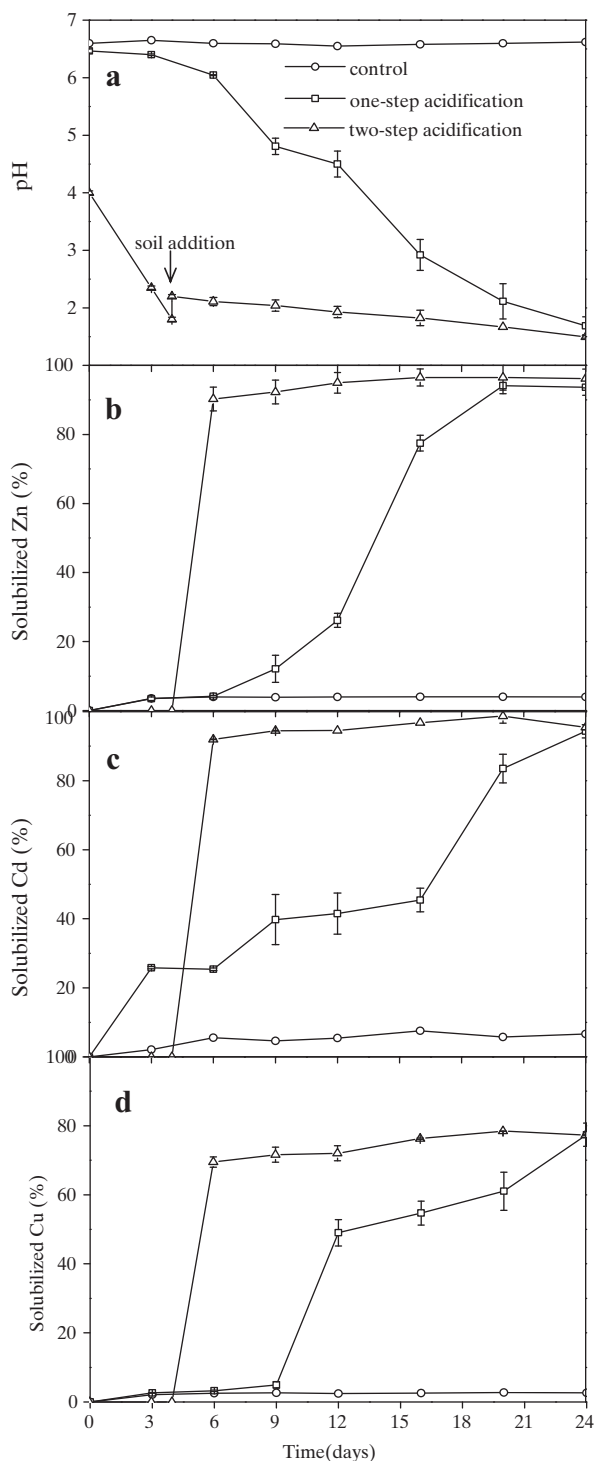 7
6
5
4
3
2
pH
a
control
one-step acidification
two-step acidification
soil addition
100
80
60
40
20
0
Solubilized Zn (%)
b
100
80
60
40
20
0
Solubilized Cd (%)
c
100
80
60
40
20
0
Solubilized Cu (%)
d
0 3 6 9 12 15 18 21 24
Time(days)